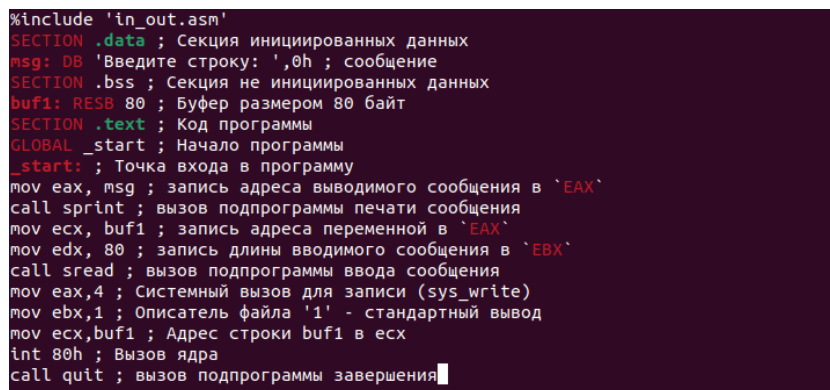 %include 'in_out.asm'
SECTION .data ; Секция инициированных данных
msg: DB 'Введите строку: ',0h ; сообщение
SECTION .bss ; Секция не инициированных данных
buf1: RESB 80 ; Буфер размером 80 байт
SECTION .text ; Код программы
GLOBAL _start ; Начало программы
_start: ; Точка входа в программу
mov eax, msg ; запись адреса выводимого сообщения в `EAX`
call sprint ; вызов подпрограммы печати сообщения
mov ecx, buf1 ; запись адреса переменной в `EAX`
mov edx, 80 ; запись длины вводимого сообщения в `EBX`
call sread ; вызов подпрограммы ввода сообщения
mov eax,4 ; Системный вызов для записи (sys_write)
mov ebx,1 ; Описатель файла '1' - стандартный вывод
mov ecx,buf1 ; Адрес строки buf1 в ecx
int 80h ; Вызов ядра
call quit ; вызов подпрограммы завершения